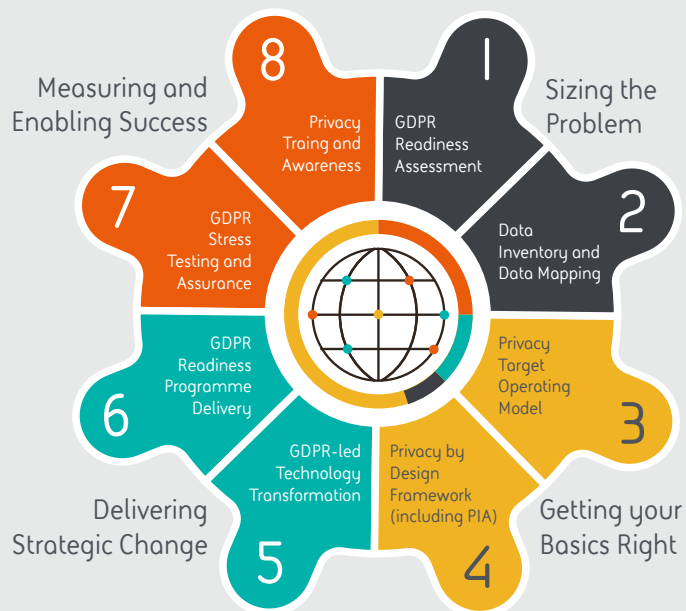 Sizing the
Problem
1
GDPR
Readiness
Assessment
2
Data
Inventory and
Data Mapping
3
Privacy
Target
Operating
Model
Getting your
Basics Right
4
Privacy by
Design
Framework
(including PIA)
5
GDPR-led
Technology
Transformation
Delivering
Strategic Change
6
GDPR
Readiness
Programme
Delivery
7
GDPR
Stress
Testing and
Assurance
Measuring and
Enabling Success
8
Privacy
Traing and
Awareness